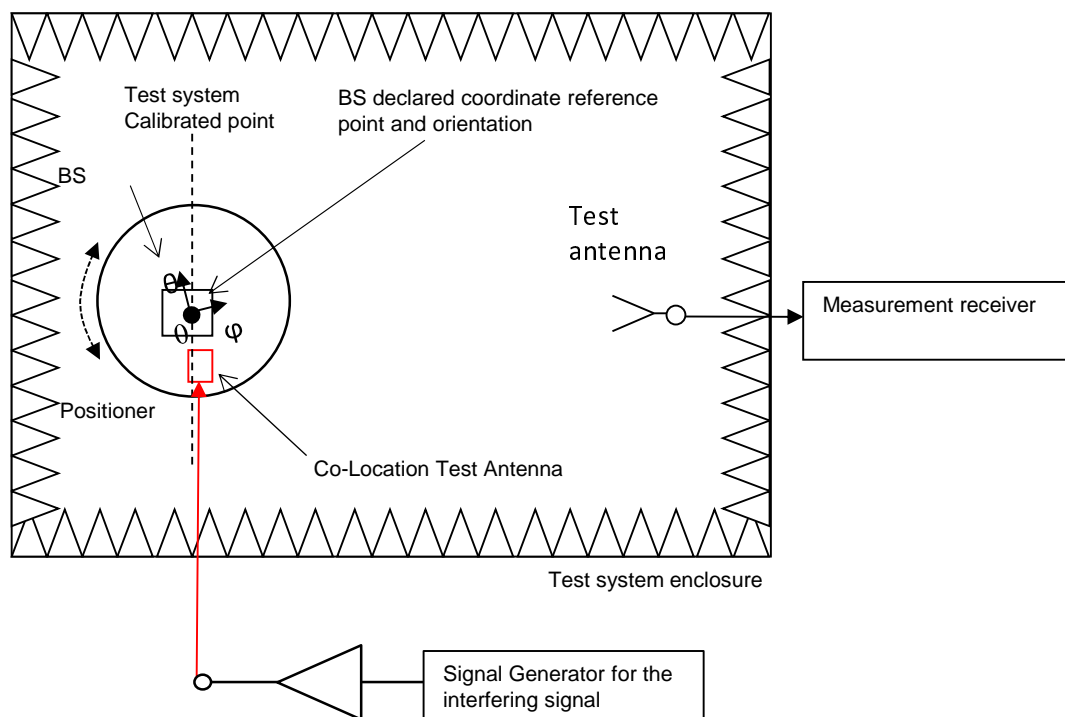 Test system
Calibrated point
BS declared coordinate reference
point and orientation
BS
Test
antenna
Measurement receiver
θ
θ
φ
Positioner
Co-Location Test Antenna
Test system enclosure
Signal Generator for the
interfering signal